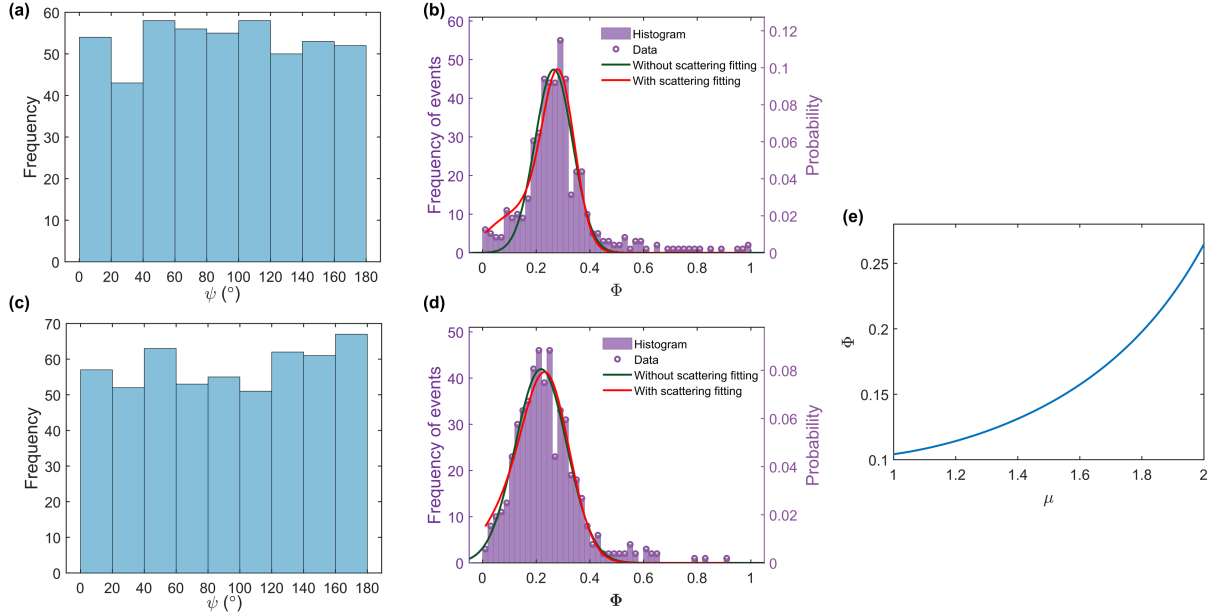 (a)
60
50
40
30
20
10
0
Frequency
0 20 40 60 80 100 120 140 160 180
ψ (°)
(b)
60
50
40
30
20
10
0
Frequency of events
Histogram
Data
Without scattering fitting
With scattering fitting
0.12
0.1
0.08
0.06
0.04
0.02
0
Probability
0 0.2 0.4 0.6 0.8 1
Φ
(c)
70
60
50
40
30
20
10
0
Frequency
0 20 40 60 80 100 120 140 160 180
ψ (°)
(d)
50
40
30
20
10
0
Frequency of events
Histogram
Data
Without scattering fitting
With scattering fitting
0.08
0.06
0.04
0.02
0
Probability
0 0.2 0.4 0.6 0.8 1
Φ
(e)
0.25
0.2
0.15
0.1
Φ
1 1.2 1.4 1.6 1.8 2
μ